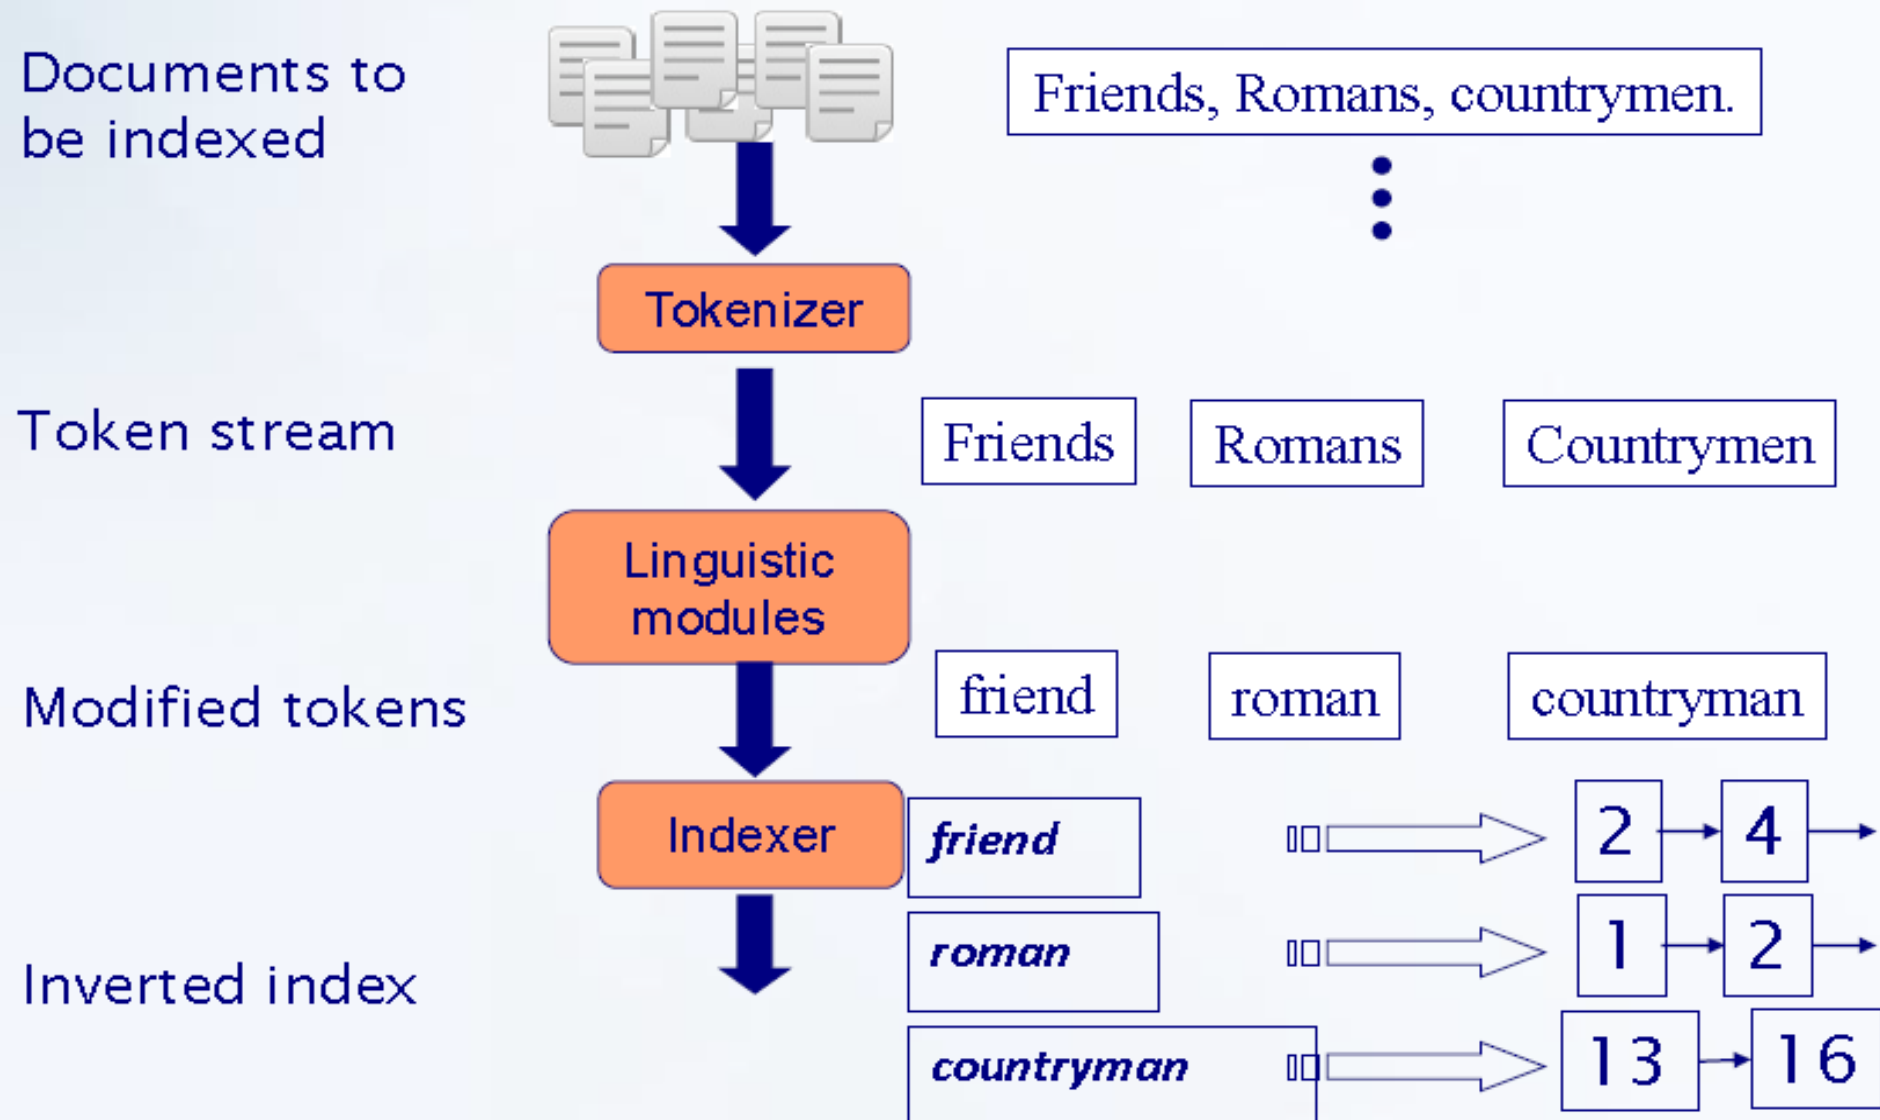 Documents to
be indexed
Friends, Romans, countrymen.
Tokenizer
Token stream
Friends
Romans
Countrymen
Linguistic
modules
Modified tokens
friend
roman
countryman
Indexer
friend
2
4
roman
1
2
Inverted index
countryman
13
16